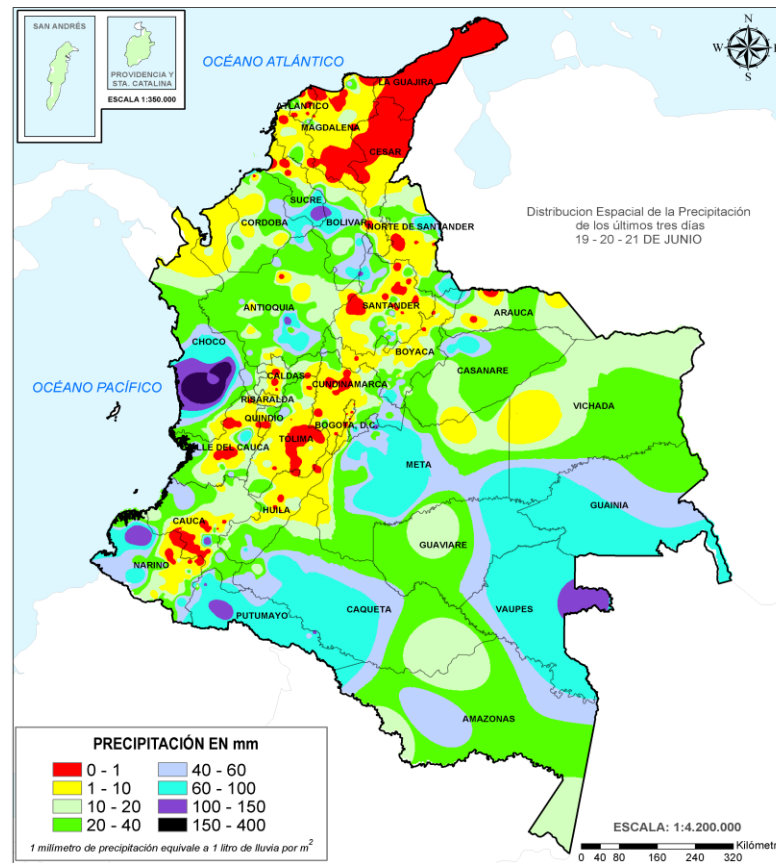 SAN ANDRÉS
PROVIDENCIA Y
STA. CATALINA
ESCALA 1:350.000
OCÉANO ATLÁNTICO
N
W
E
S
LA GUAJIRA
ATLANTICO
MAGDALENA
CESAR
SUCRE
CORDOBA
BOLIVAR
NORTE DE SANTANDER
Distribucion Espacial de la Precipitación
de los últimos tres días
19 - 20 - 21 DE JUNIO
ANTIOQUIA
SANTANDER
ARAUCA
CHOCO
BOYACA
CASANARE
OCÉANO PACÍFICO
CALDAS
CUNDINAMARCA
RISARALDA
VICHADA
QUINDIO
BOGOTA, D.C.
TOLIMA
VALLE DEL CAUCA
META
GUAINIA
HUILA
CAUCA
GUAVIARE
NARINO
VAUPES
CAQUETA
PUTUMAYO
AMAZONAS
PRECIPITACIÓN EN mm
0 - 1
40 - 60
1 - 10
60 - 100
10 - 20
100 - 150
20 - 40
150 - 400
1 milímetro de precipitación equivale a 1 litro de lluvia por m²
ESCALA: 1:4.200.000
Kilóm
0 40 80 160 240 320